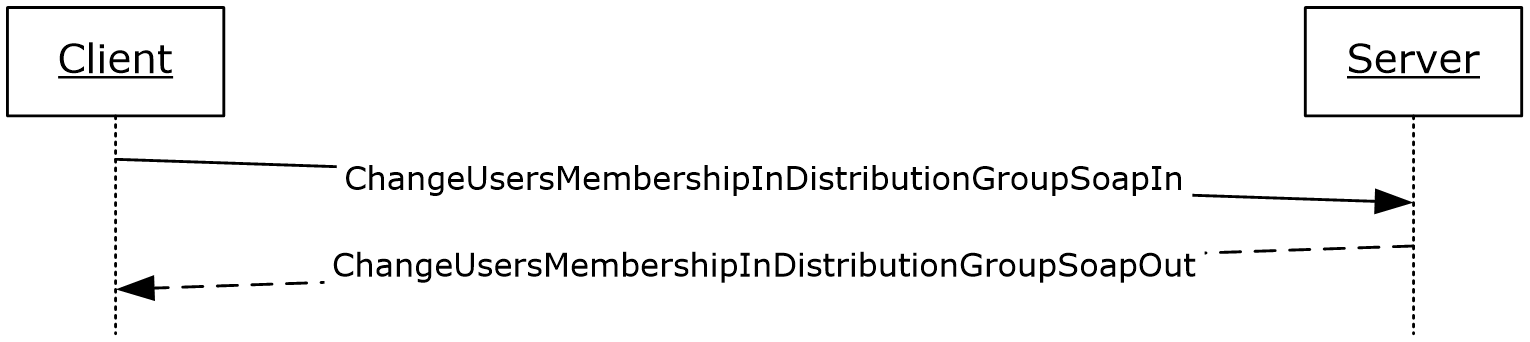 Client
Server
ChangeUsersMembershipInDistributionGroupSoapIn
ChangeUsersMembershipInDistributionGroupSoapOut